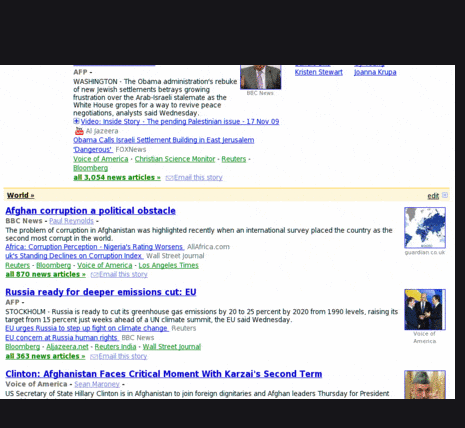 Kristen Stewart
Joanna Krupa
AFP -
BBC News
WASHINGTON - The Obama administration's rebuke
of new Jewish settlements betrays growing
frustration over the Arab-Israeli stalemate as the
White House gropes for a way to revive peace
negotiations, analysts said Wednesday.
Video: Inside Story - The pending Palestinian issue - 17 Nov 09
Al Jazeera
Obama Calls Israeli Settlement Building in East Jerusalem
'Dangerous' FOXNews
Voice of America - Christian Science Monitor - Reuters -
Bloomberg
all 3,054 news articles » Email this story
World » edit
Afghan corruption a political obstacle
BBC News - Paul Reynolds -
The problem of corruption in Afghanistan was highlighted recently when an international survey placed the country as the
second most corrupt in the world.
Africa: Corruption Perception - Nigeria's Rating Worsens AllAfrica.com
uk's Standing Declines on Corruption Index Wall Street Journal
Reuters - Bloomberg - Voice of America - Los Angeles Times
all 870 news articles » Email this story
guardian.co.uk
Russia ready for deeper emissions cut: EU
AFP -
STOCKHOLM - Russia is ready to cut its greenhouse gas emissions by 20 to 25 percent by 2020 from 1990 levels, raising its
target from 15 percent just weeks ahead of a UN climate summit, the EU said Wednesday.
EU urges Russia to step up fight on climate change Reuters
EU concern at Russia human rights BBC News
Bloomberg - Aljazeera.net - Reuters India - Wall Street Journal
all 363 news articles » Email this story
Voice of
America
Clinton: Afghanistan Faces Critical Moment With Karzai's Second Term
Voice of America - Sean Maroney -
US Secretary of State Hillary Clinton is in Afghanistan to join foreign dignitaries and Afghan leaders Thursday for President